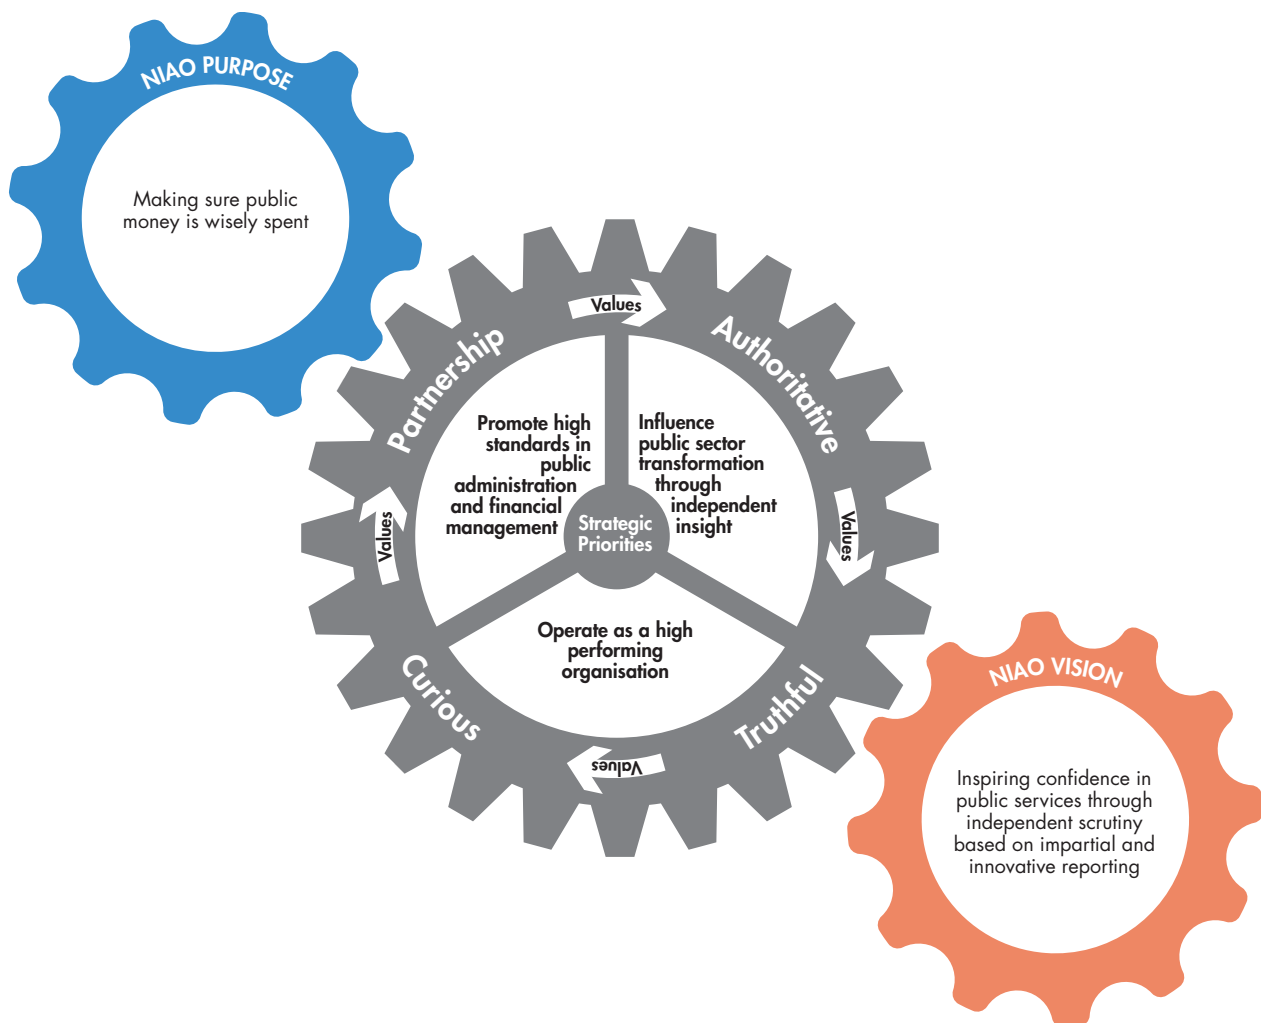 NIAO PURPOSE
Making sure public
money is wisely spent
Values
Partnership
Authoritative
Promote high
standards in
public
administration
and financial
management
Influence
public sector
transformation
through
independent
insight
Strategic
Priorities
Values
Values
Operate as a high
performing
organisation
Curious
Truthful
Values
NIAO VISION
Inspiring confidence in
public services through
independent scrutiny
based on impartial and
innovative reporting